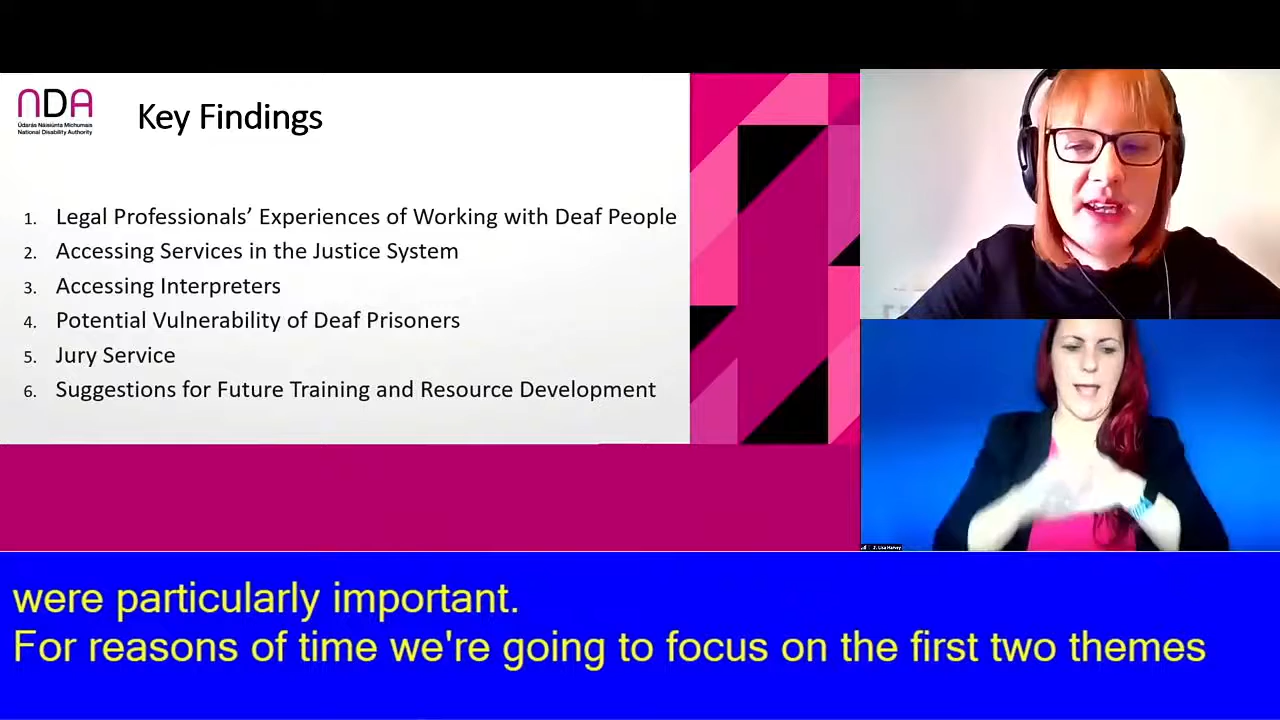 NDA
Údarás Náisiúnta Míchumais
National Disability Authority
Key Findings
1. Legal Professionals’ Experiences of Working with Deaf People
2. Accessing Services in the Justice System
3. Accessing Interpreters
4. Potential Vulnerability of Deaf Prisoners
5. Jury Service
6. Suggestions for Future Training and Resource Development
2. Lisa Harvey
were particularly important.
For reasons of time we're going to focus on the first two themes